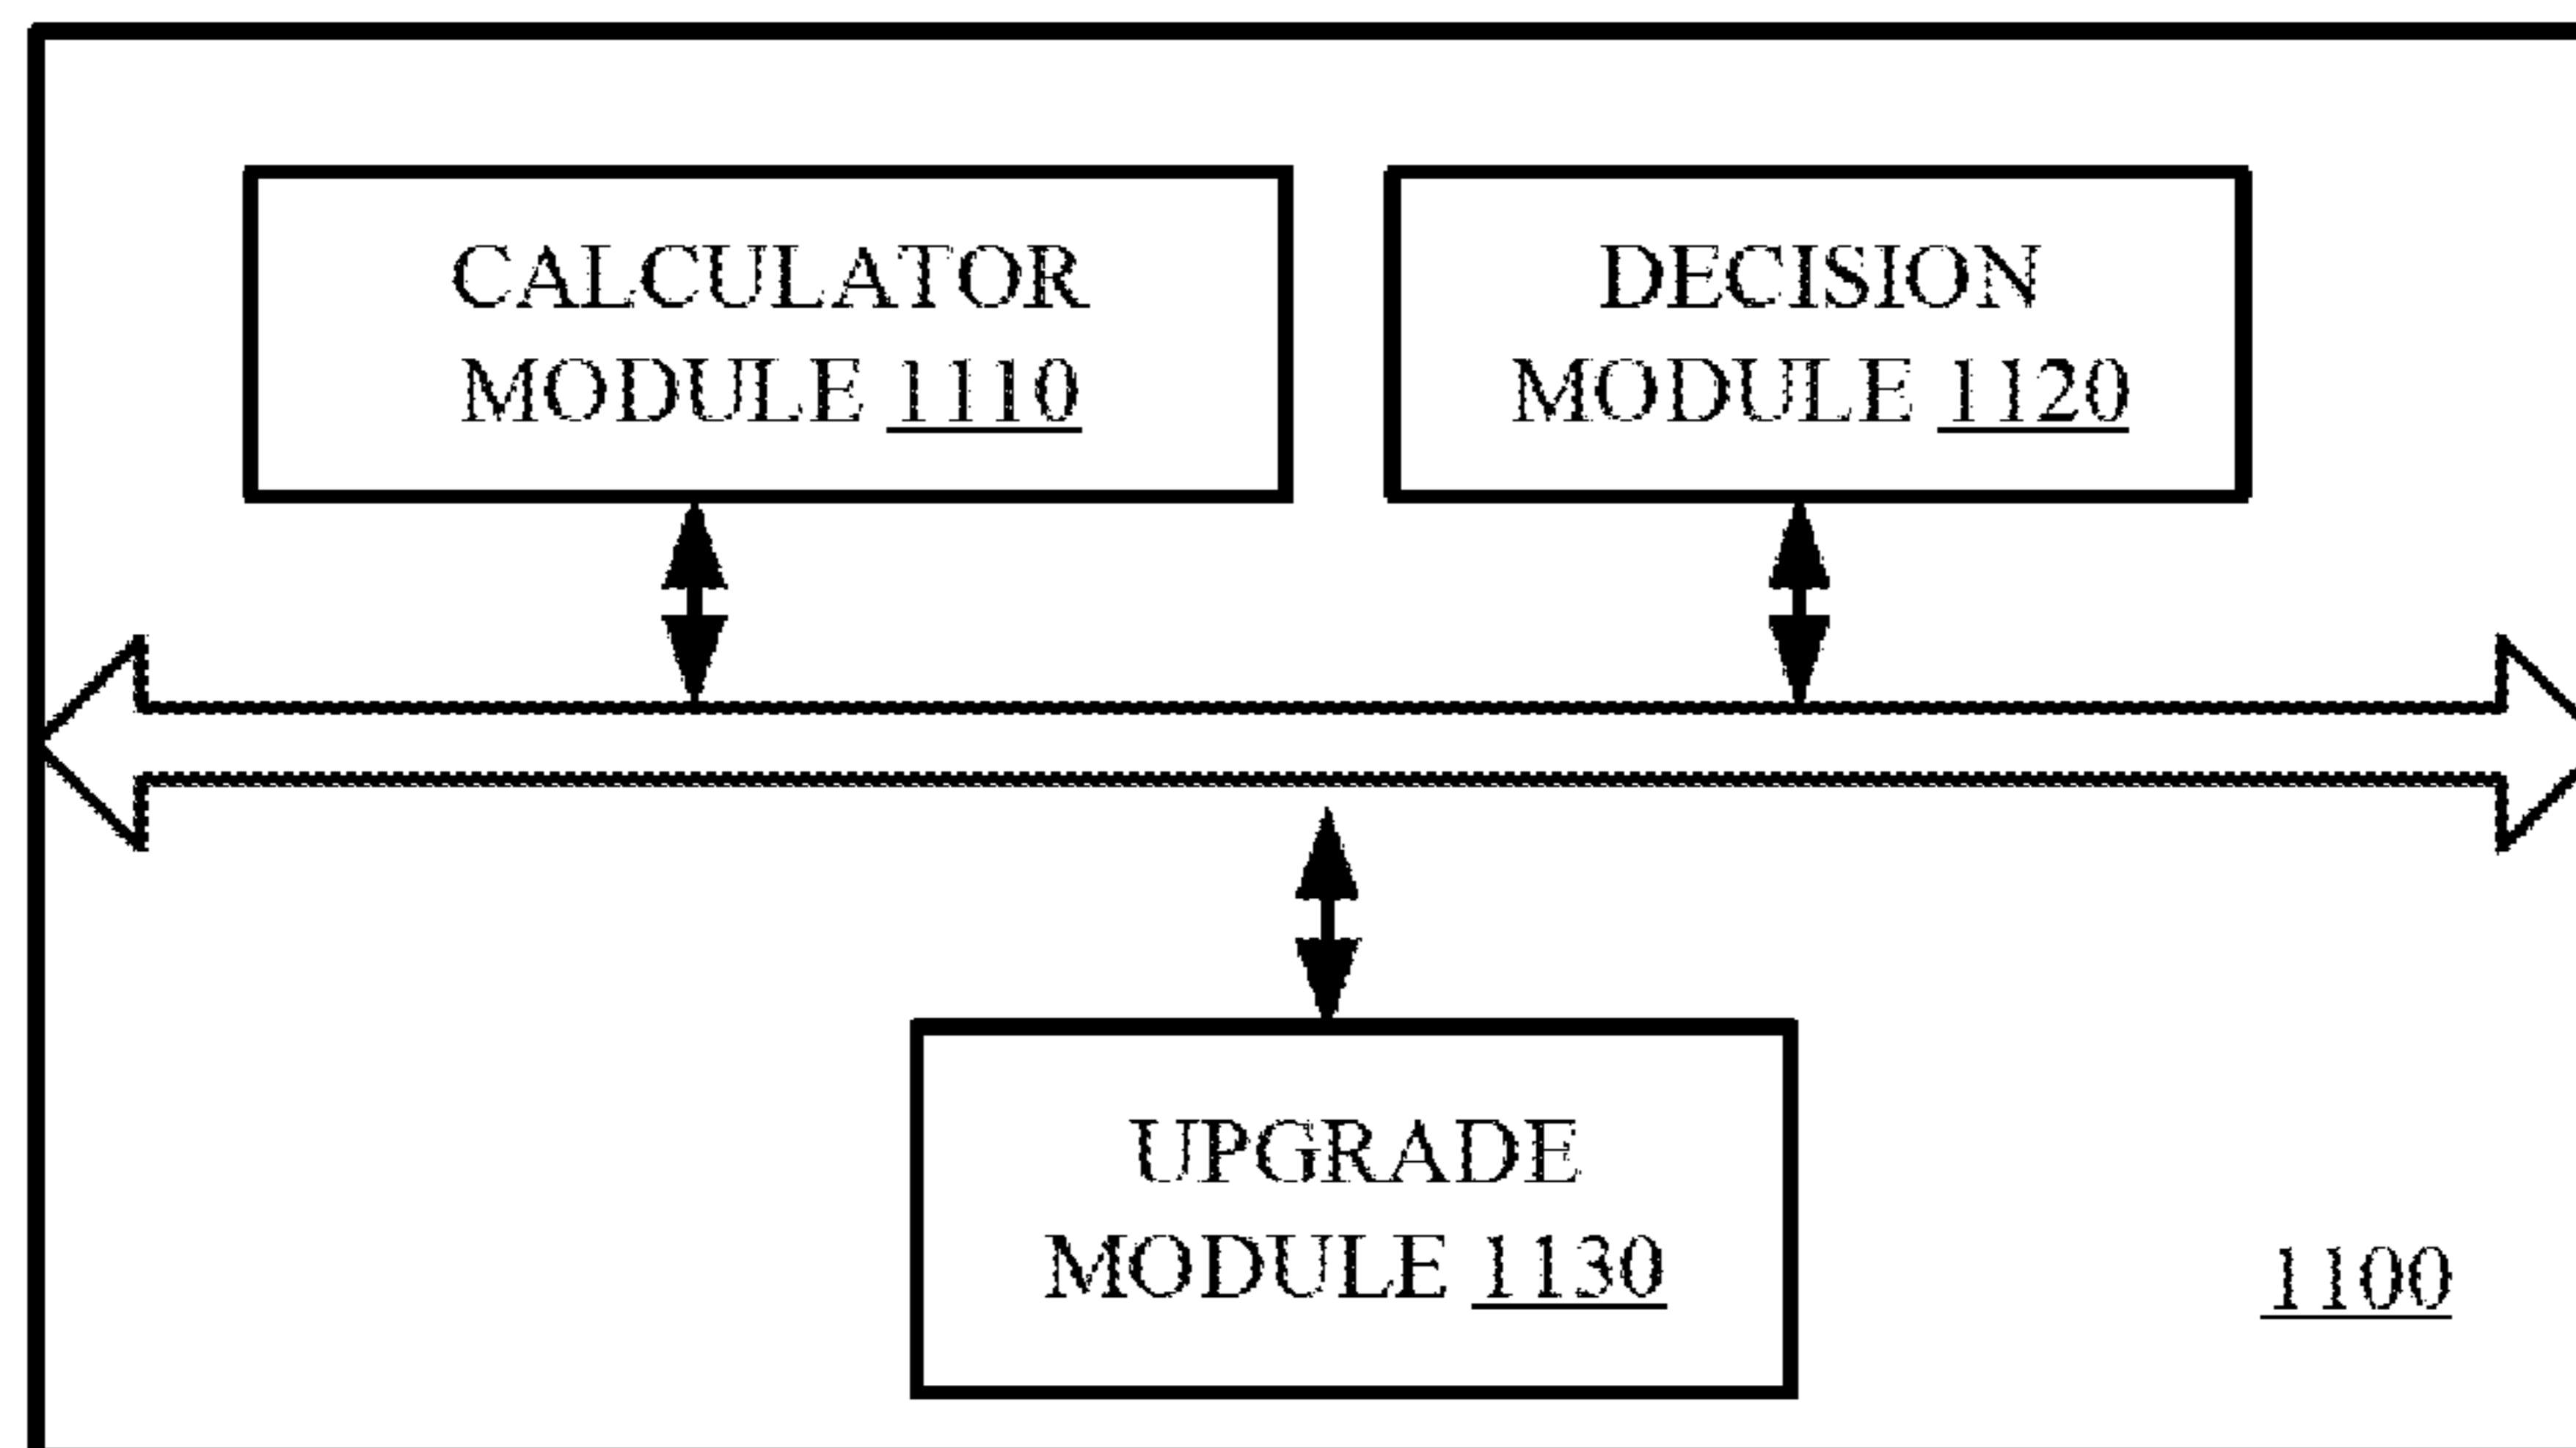 CALCULATOR
MODULE 1110
DECISION
MODULE 1120
UPGRADE
MODULE 1130
1100